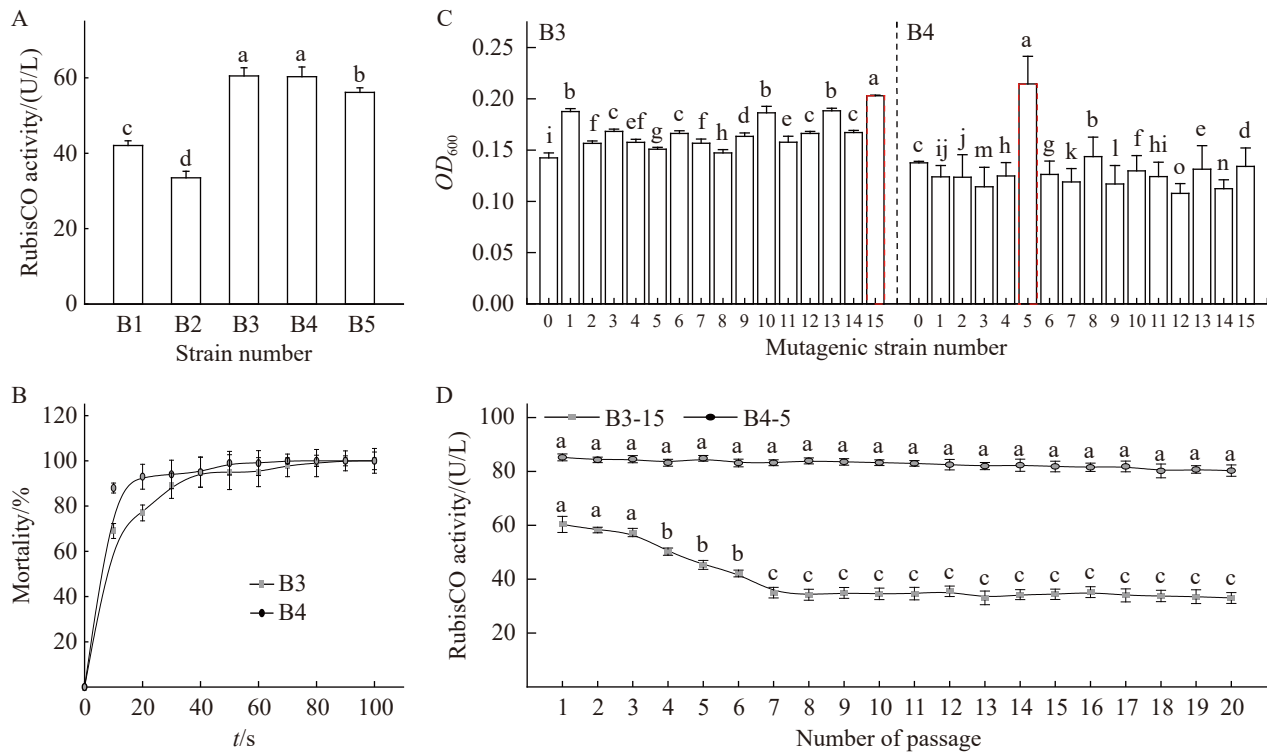 A
RubisCO activity/(U/L)
60
40
20
0
c
d
a
a
b
B1 B2 B3 B4 B5
Strain number
B
Mortality/%
120
100
80
60
40
20
B3
B4
0 20 40 60 80 100
t/s
C
B3
B4
OD600
0.25
0.20
0.15
0.10
0.05
0.00
i b f c ef g c f h d b e c b c a
c ij j m h a g k b l f hi o e n d
0 1 2 3 4 5 6 7 8 9 10 11 12 13 14 15 0 1 2 3 4 5 6 7 8 9 10 11 12 13 14 15
Mutagenic strain number
D
RubisCO activity/(U/L)
100
80
60
40
20
B3-15 B4-5
a a a a a a a a a a a a a a a a a a a a
a a a b b b c c c c c c c c c c c c c c
1 2 3 4 5 6 7 8 9 10 11 12 13 14 15 16 17 18 19 20
Number of passage